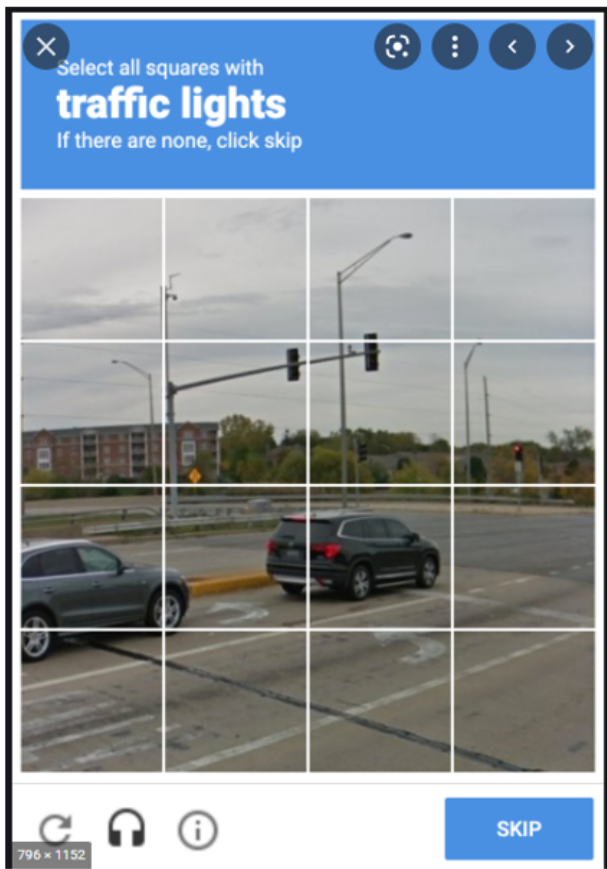 Select all squares with
traffic lights
If there are none, click skip
SKIP
796 × 1152